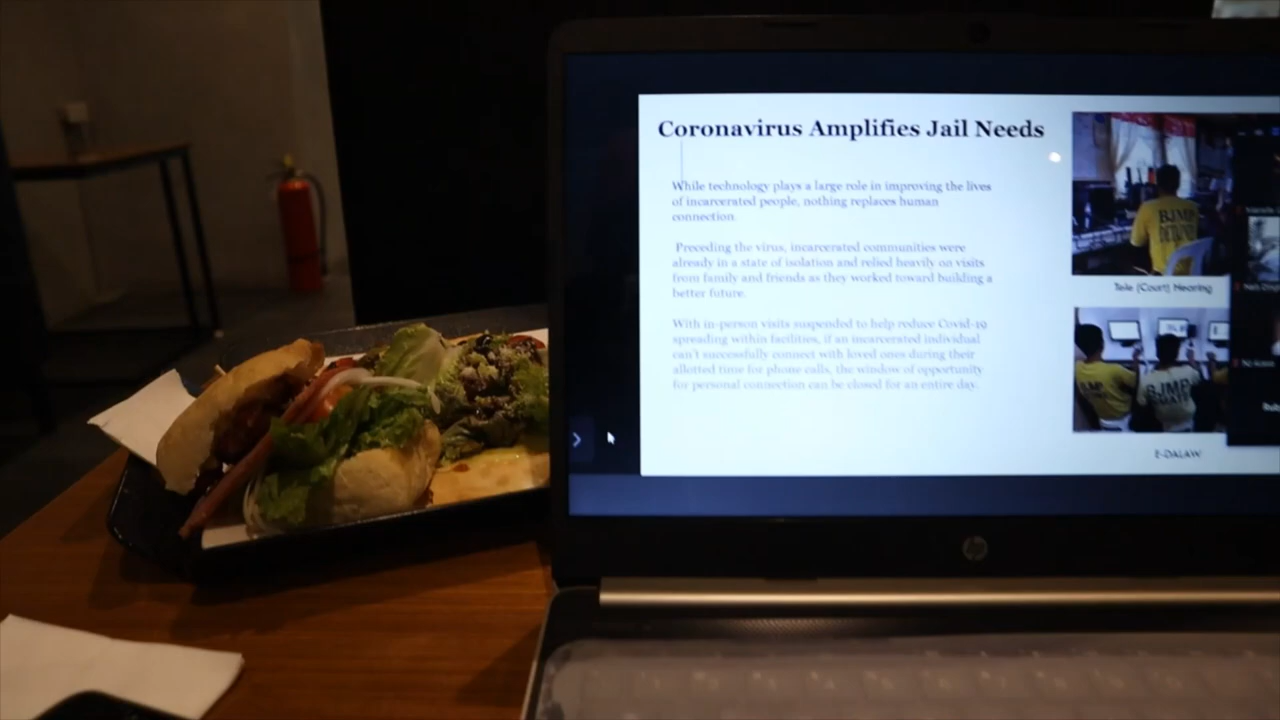 Coronavirus Amplifies Jail Needs
While technology plays a large role in improving the lives
of incarcerated people, nothing replaces human
connection.
Preceding the virus, incarcerated communities were
already in a state of isolation and relied heavily on visits
from family and friends as they worked toward building a
better future.
With in-person visits suspended to help reduce Covid-19
spreading within facilities, if an incarcerated individual
can't successfully connect with loved ones during their
allotted time for phone calls, the window of opportunity
for personal connection can be closed for an entire day.
BJMP
Tele (Court) Hearing
BJMP
E-DALAW
hp